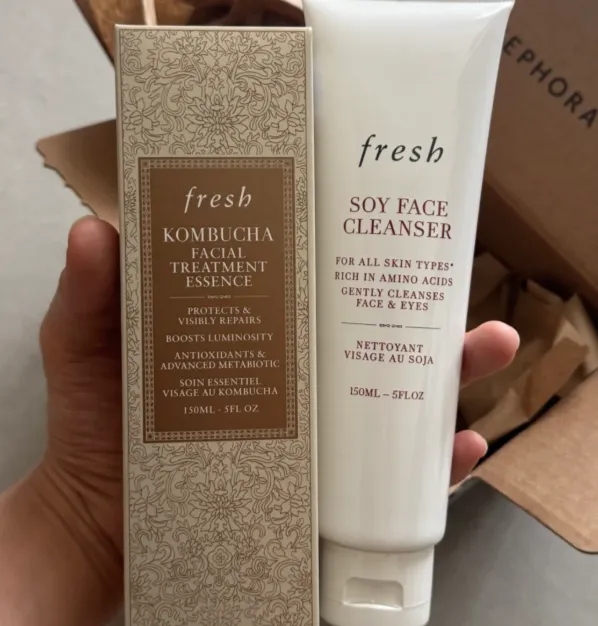 fresh
KOMBUCHA
FACIAL
TREATMENT
ESSENCE
PROTECTS &
VISIBLY REPAIRS
BOOSTS LUMINOSITY
ANTIOXIDANTS &
ADVANCED METABIOTIC
SOIN ESSENTIEL
VISAGE AU KOMBUCHA
150ML - 5FL OZ
fresh
SOY FACE
CLEANSER
FOR ALL SKIN TYPES*
RICH IN AMINO ACIDS
GENTLY CLEANSES
FACE & EYES
NETTOYANT
VISAGE AU SOJA
150ML – 5FLOZ
EPHORA